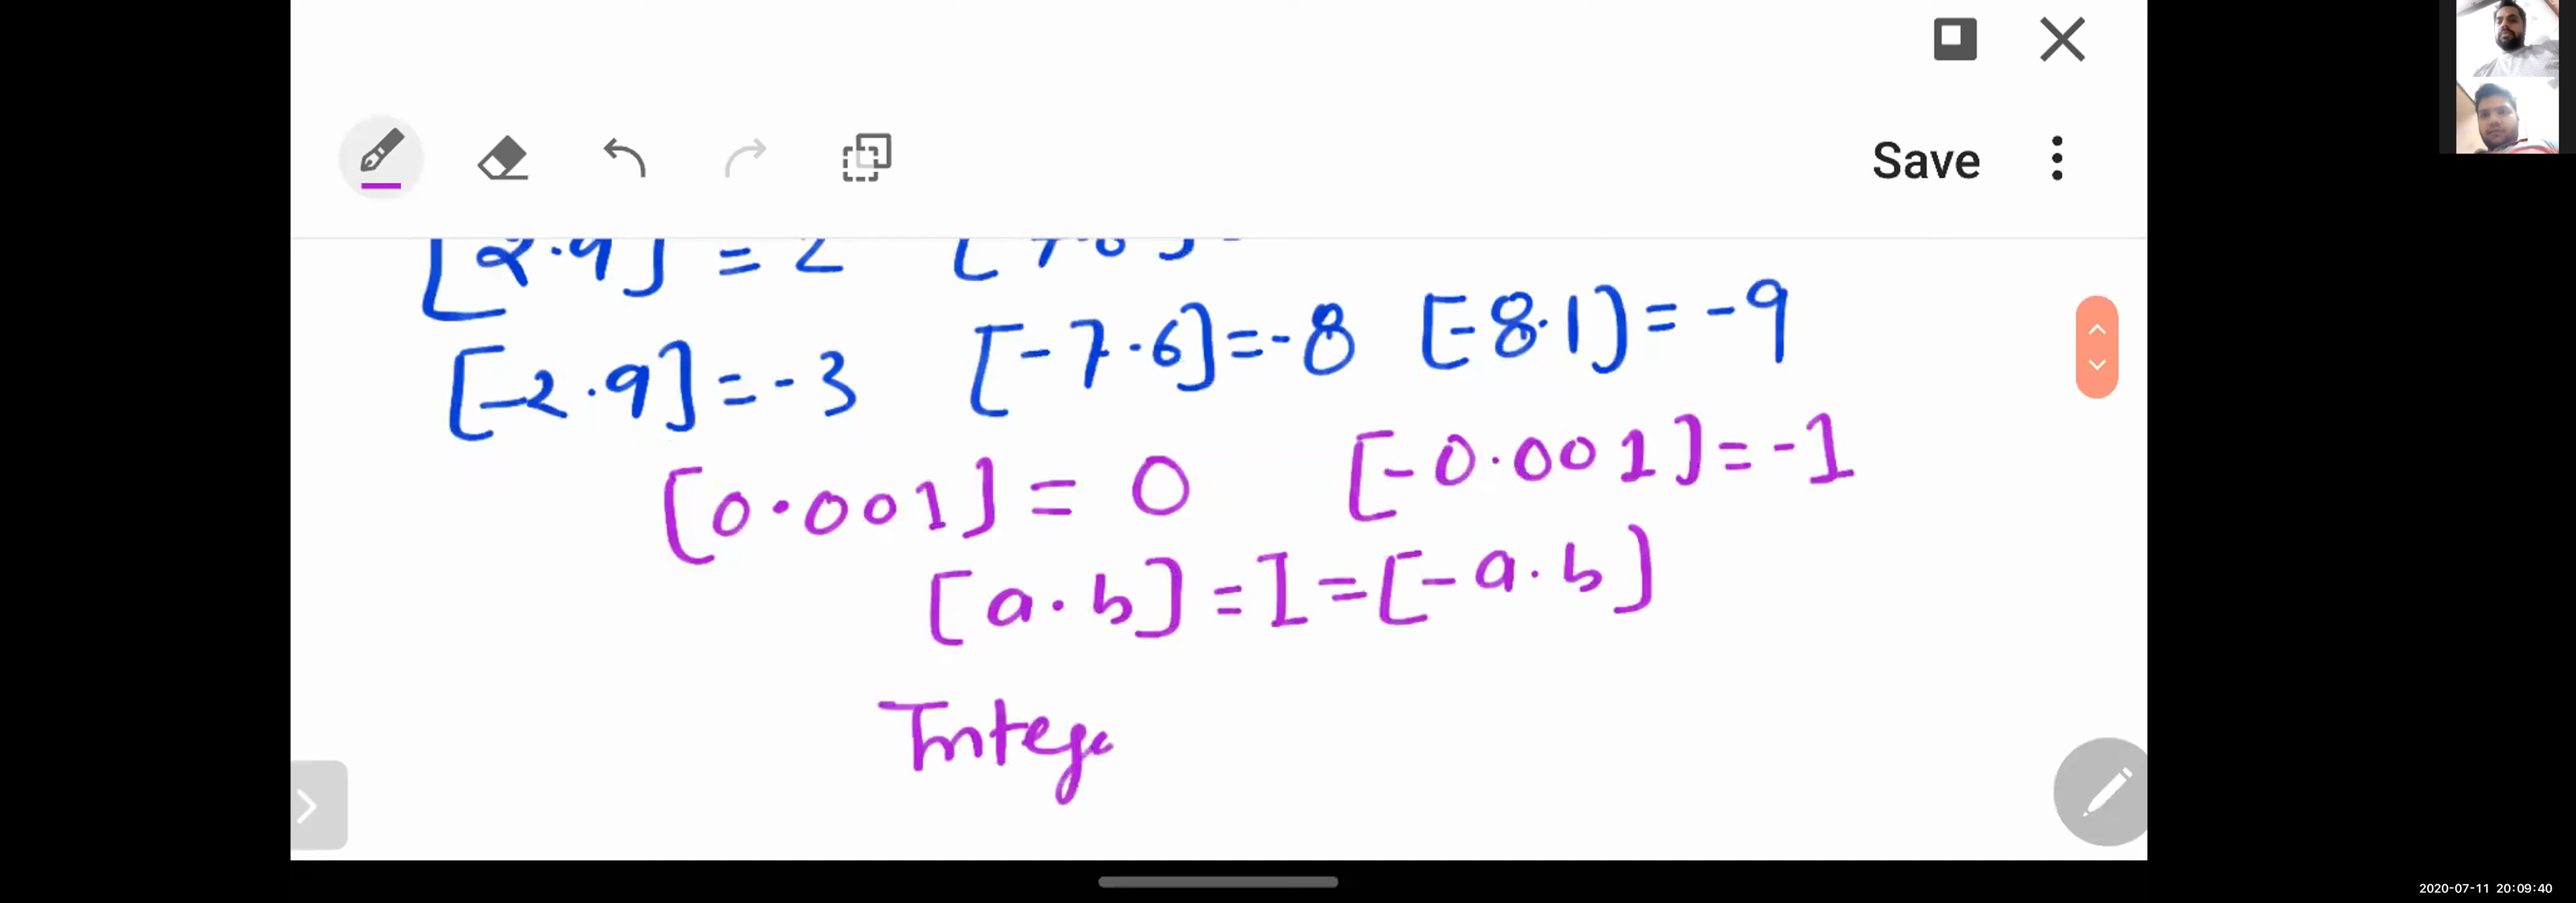 Save
[2.9] = 2
[-2.9] = -3 [-7.6] = -8 [-8.1] = -9
[0.001] = 0 [-0.001] = -1
[a.b] = I = [-a.b]
Intege
2020-07-11 20:09:40